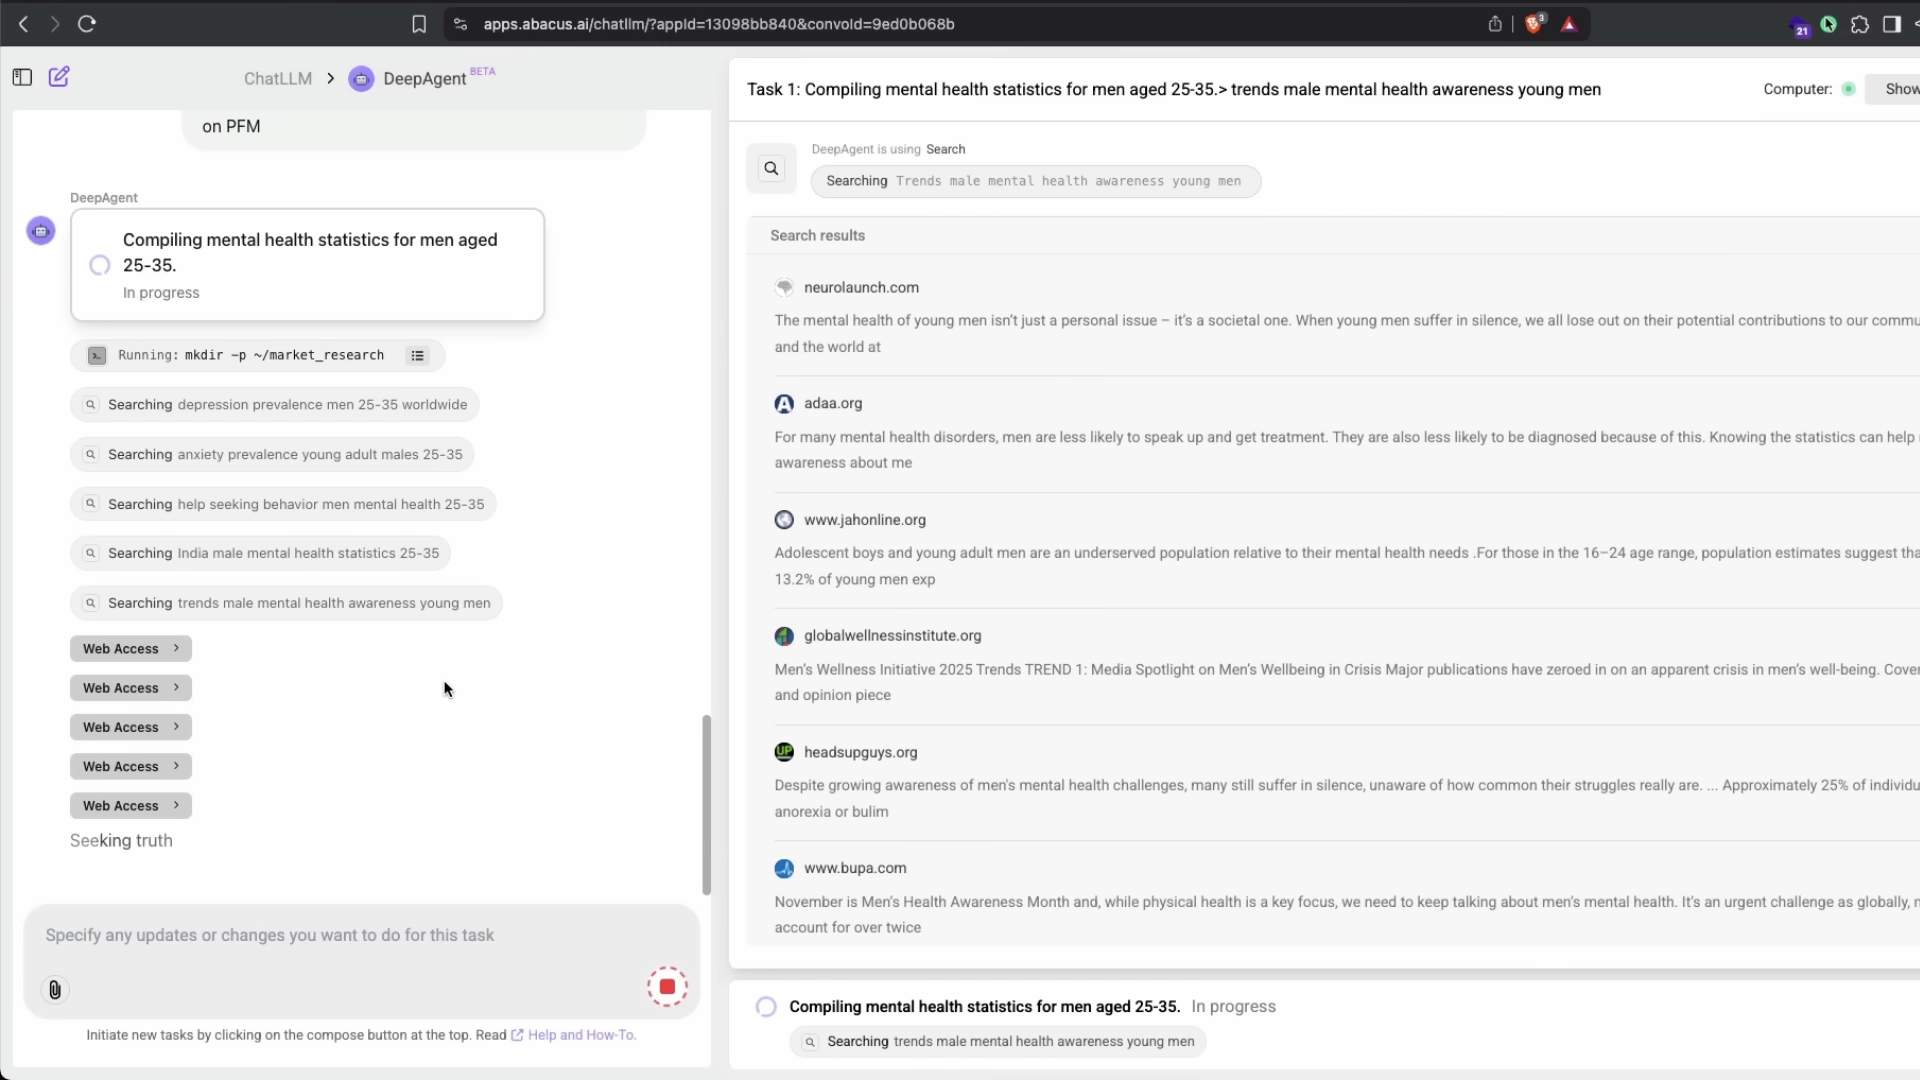 apps.abacus.ai/chatllm/?appId=13098bb840&convoId=9ed0b068b
3
21
ChatLLM > DeepAgent BETA
on PFM
DeepAgent
Compiling mental health statistics for men aged
25-35.
In progress
Running: mkdir -p ~/market_research
Searching depression prevalence men 25-35 worldwide
Searching anxiety prevalence young adult males 25-35
Searching help seeking behavior men mental health 25-35
Searching India male mental health statistics 25-35
Searching trends male mental health awareness young men
Web Access >
Web Access >
Web Access >
Web Access >
Web Access >
Seeking truth
Specify any updates or changes you want to do for this task
Initiate new tasks by clicking on the compose button at the top. Read Help and How-To.
Task 1: Compiling mental health statistics for men aged 25-35.> trends male mental health awareness young men
Computer: Show
DeepAgent is using Search
Searching Trends male mental health awareness young men
Search results
neurolaunch.com
The mental health of young men isn't just a personal issue – it's a societal one. When young men suffer in silence, we all lose out on their potential contributions to our commu
and the world at
adaa.org
For many mental health disorders, men are less likely to speak up and get treatment. They are also less likely to be diagnosed because of this. Knowing the statistics can help
awareness about me
www.jahonline.org
Adolescent boys and young adult men are an underserved population relative to their mental health needs .For those in the 16–24 age range, population estimates suggest tha
13.2% of young men exp
globalwellnessinstitute.org
Men's Wellness Initiative 2025 Trends TREND 1: Media Spotlight on Men's Wellbeing in Crisis Major publications have zeroed in on an apparent crisis in men's well-being. Cover
and opinion piece
UP
headsupguys.org
Despite growing awareness of men's mental health challenges, many still suffer in silence, unaware of how common their struggles really are. ... Approximately 25% of individu
anorexia or bulim
www.bupa.com
November is Men's Health Awareness Month and, while physical health is a key focus, we need to keep talking about men's mental health. It's an urgent challenge as globally,
account for over twice
Compiling mental health statistics for men aged 25-35. In progress
Searching trends male mental health awareness young men